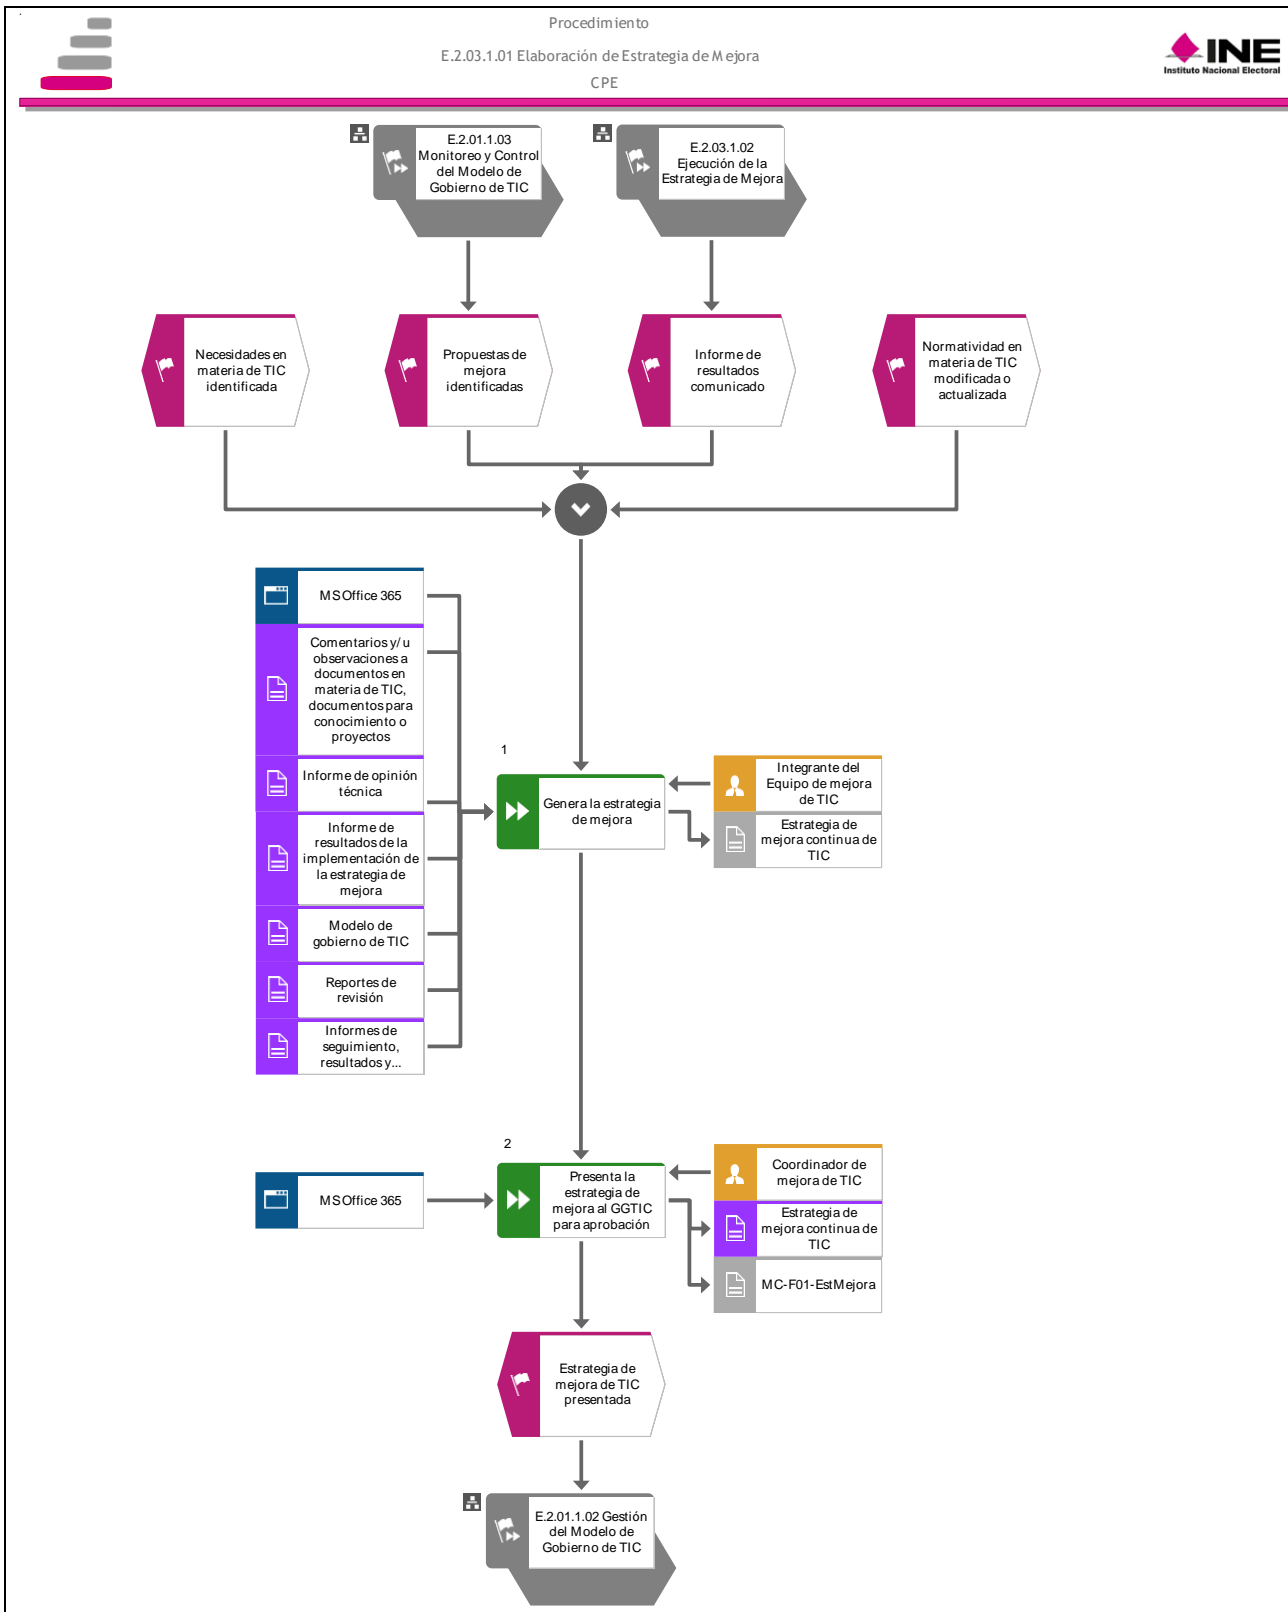 Procedimiento
E.2.03.1.01 Elaboración de Estrategia de Mejora
CPE
INE
Instituto Nacional Electoral
E.2.01.1.03
Monitoreo y Control
del Modelo de
Gobierno de TIC
E.2.03.1.02
Ejecución de la
Estrategia de Mejora
Necesidades en
materia de TIC
identificada
Propuestas de
mejora
identificadas
Informe de
resultados
comunicado
Normatividad en
materia de TIC
modificada o
actualizada
MS Office 365
Comentarios y/u
observaciones a
documentos en
materia de TIC,
documentos para
conocimiento o
proyectos
Informe de opinión
técnica
Informe de
resultados de la
implementación de
la estrategia de
mejora
Modelo de
gobierno de TIC
Reportes de
revisión
Informes de
seguimiento,
resultados y...
1
Genera la estrategia
de mejora
Integrante del
Equipo de mejora
de TIC
Estrategia de
mejora continua de
TIC
2
MS Office 365
Presenta la
estrategia de
mejora al GGTIC
para aprobación
Coordinador de
mejora de TIC
Estrategia de
mejora continua de
TIC
MC-F01-EstMejora
Estrategia de
mejora de TIC
presentada
E.2.01.1.02 Gestión
del Modelo de
Gobierno de TIC